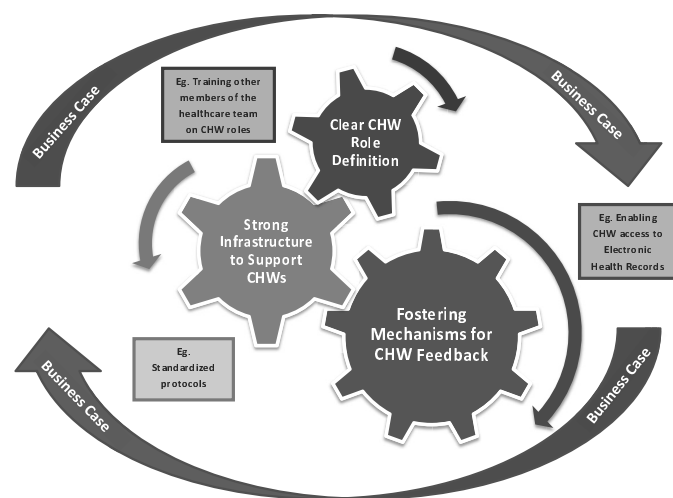 Business Case
Business Case
Eg. Training other
members of the
healthcare team
on CHW roles
Clear CHW
Role
Definition
Strong
Infrastructure
to Support
CHWs
Eg. Enabling
CHW access to
Electronic
Health Records
Fostering
Mechanisms for
CHW Feedback
Eg.
Standardized
protocols
Business Case
Business Case